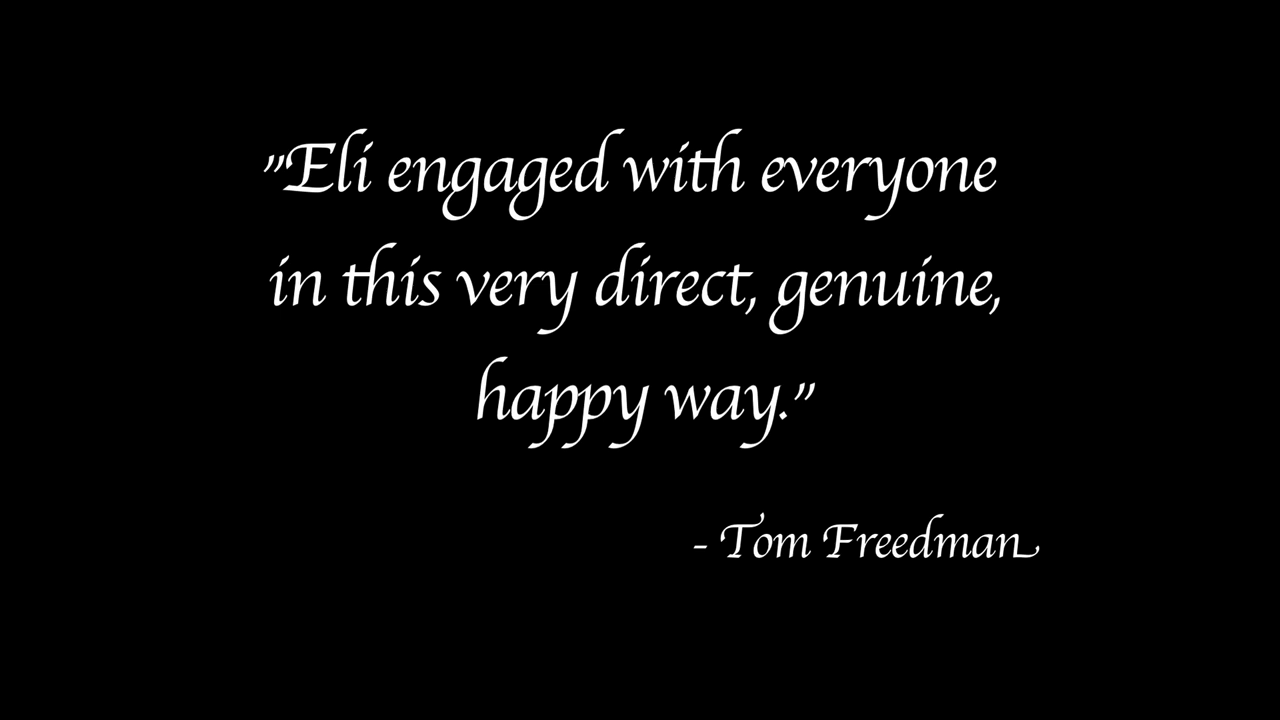 "Eli engaged with everyone
in this very direct, genuine,
happy way."
- Tom Freedman